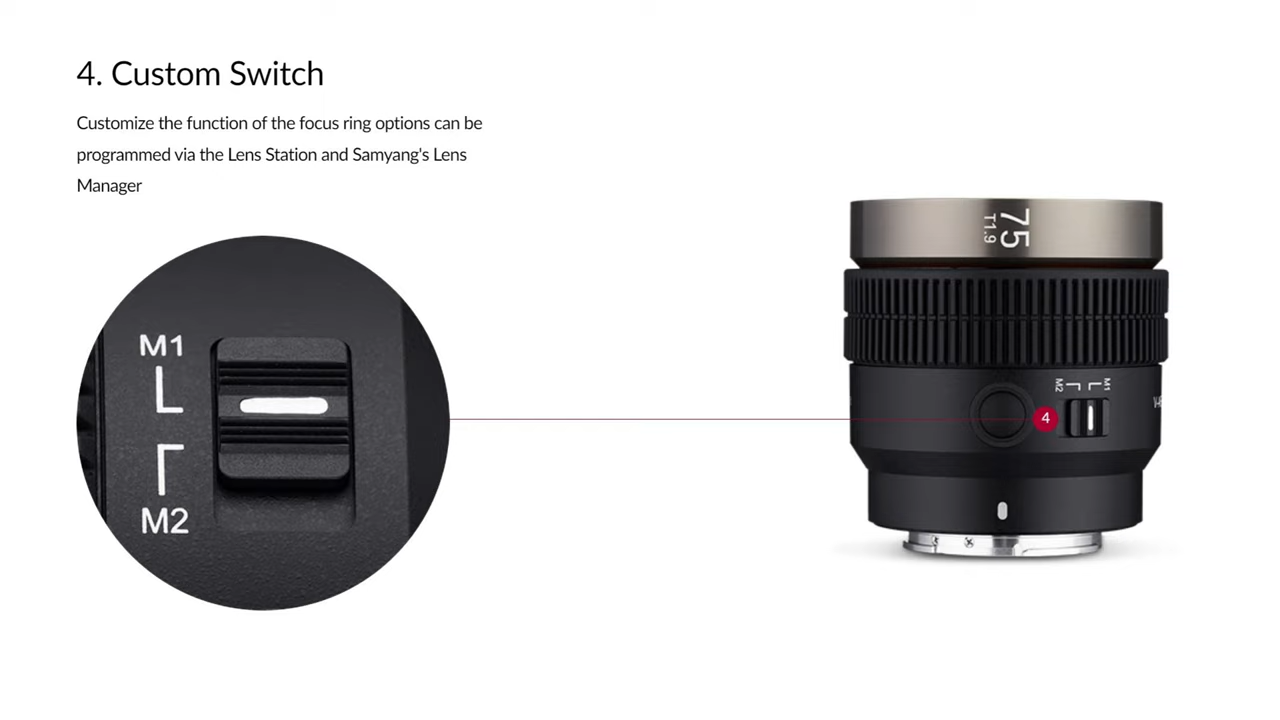 4. Custom Switch
Customize the function of the focus ring options can be
programmed via the Lens Station and Samyang's Lens
Manager
M1
M2
75
T1.9
M1
M2
4